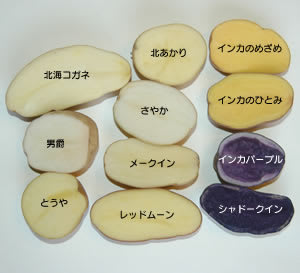 北海コガネ
男爵
とうや
北あかり
さやか
メークイン
レッドムーン
インカのめざめ
インカのひとみ
インカパープル
シャドークイン